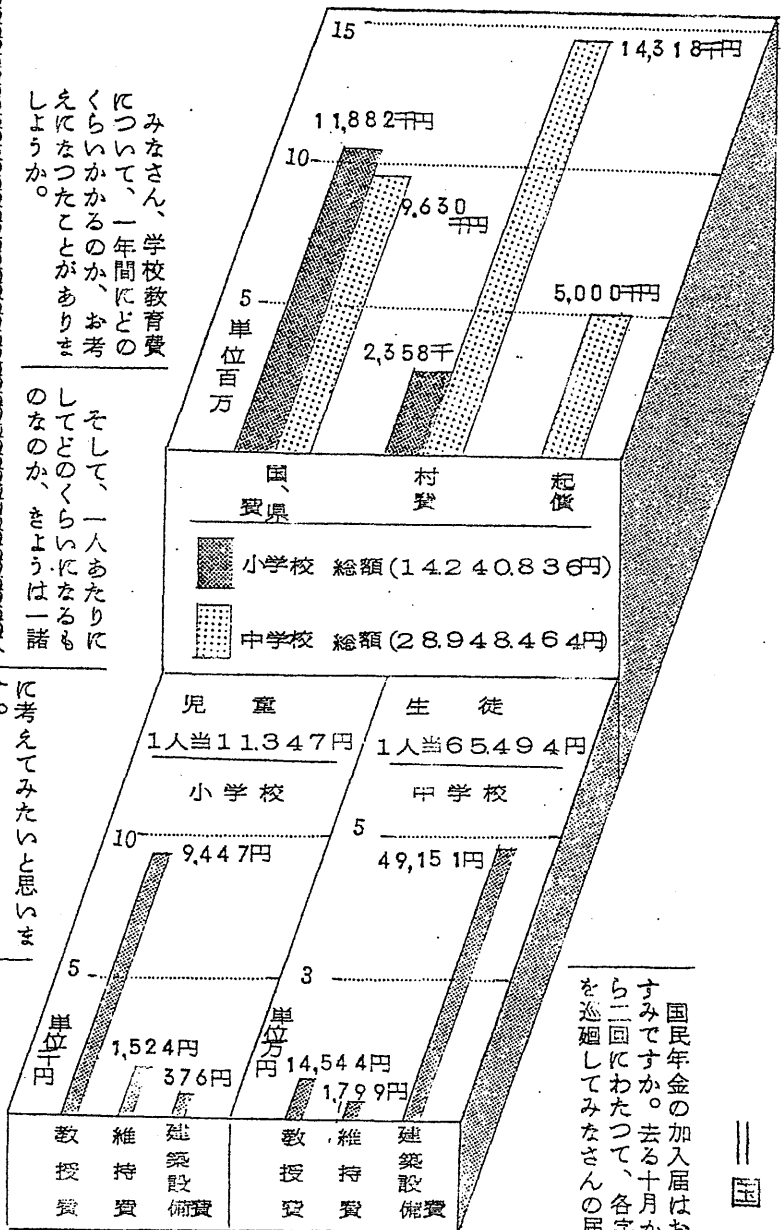 15
14,318千円
11,882千円
10
9,630
千円
5
5,000千円
2,358千
単位百万
国、県
費
村費
起債
小学校 総額(14.240.836円)
中学校 総額(28.948.464円)
児童
1人当11.347円
小学校
10
9,447円
5
単位千円
1,524円
376円
教授費
維持費
建築設備費
生徒
1人当65.494円
中学校
5
49,151円
3
単位万円
14,544円
1,799円
教授費
維持費
建築設備費
みなさん、学校教育費
について、一年間にどの
くらいかかるのか、お考
えになつたことがありま
しようか。
そして、一人あたりに
してどのくらいになるも
のなのか、きようは一諸
に考えてみたいと思いま
す。
‖国
国民年金の加入届はお
すみですか。去る十月か
ら二回にわたつて、各字
を巡廻してみなさんの届